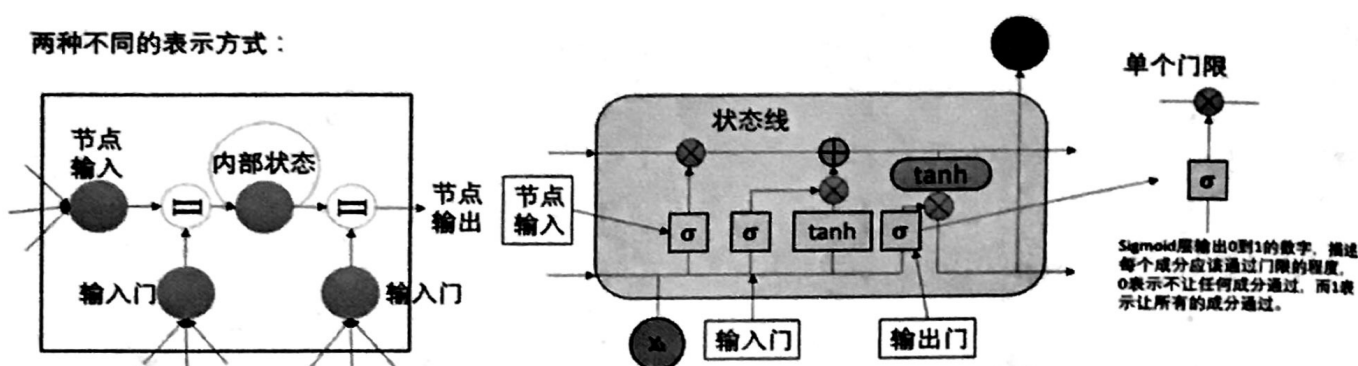 两种不同的表示方式：
节点
输入
内部状态
节点
输出
输入门
输入门
状态线
节点
输入
σ
σ
tanh
σ
tanh
输入门
输出门
单个门限
σ
Sigmoid层输出0到1的数字，描述
每个成分应该通过门限的程度，
0表示不让任何成分通过，而1表
示让所有的成分通过。